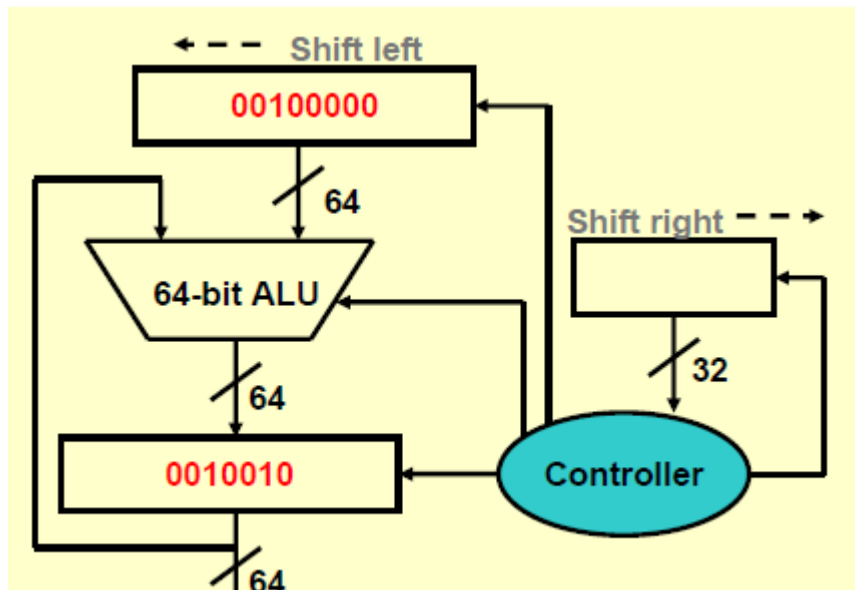 Shift left
00100000
64
Shift right
64-bit ALU
32
64
0010010
Controller
64